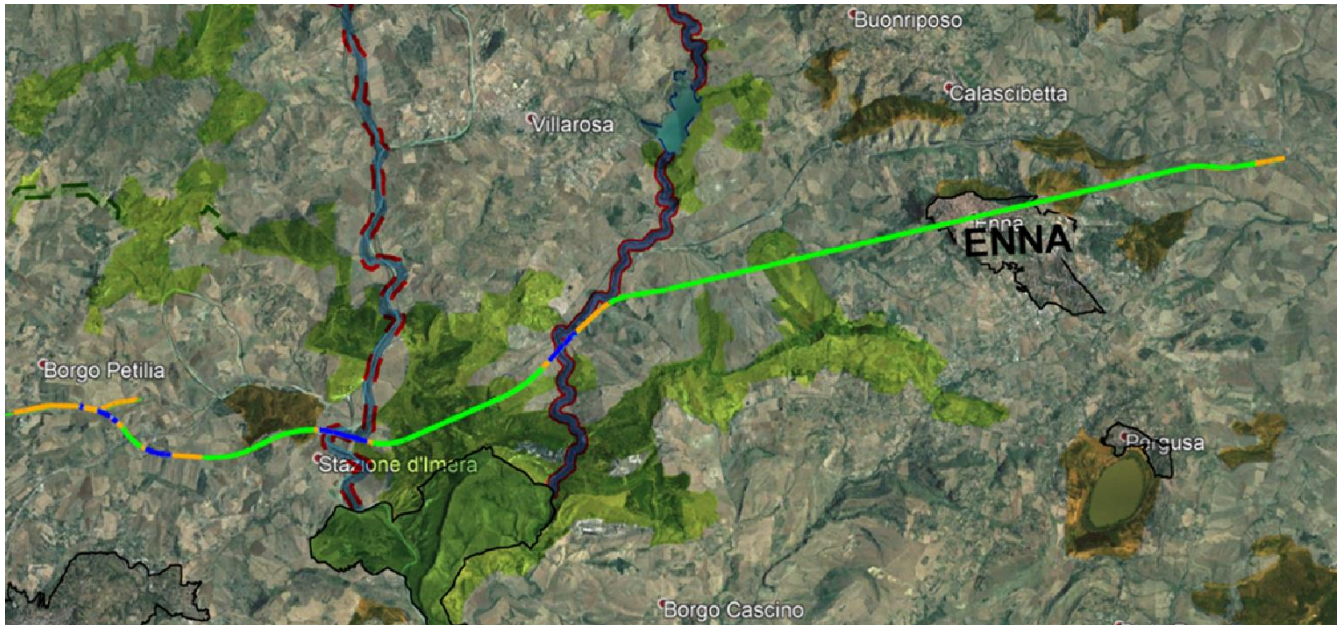 Buonriposo
Calascibetta
Villarosa
Enna
ENNA
Borgo Petilia
Pergusa
Stazione d'Imera
Borgo Cascino